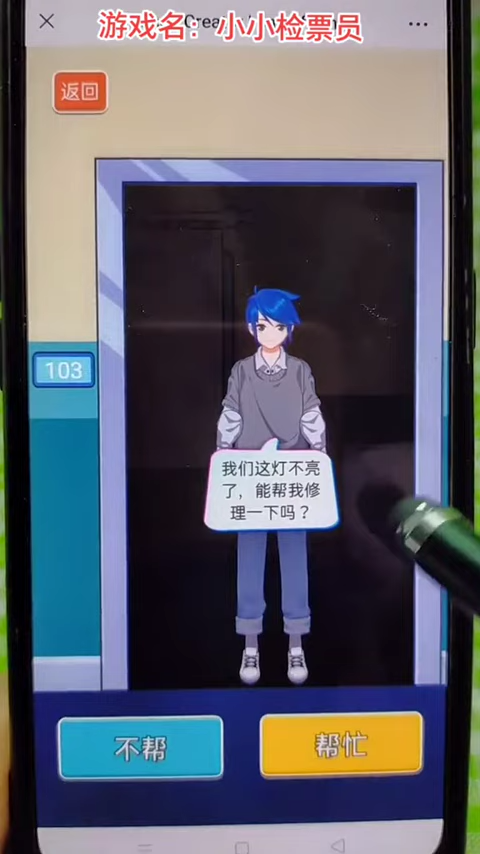 游戏名：小小检票员
返回
103
我们这灯不亮
了，能帮我修
理一下吗？
不帮
帮忙